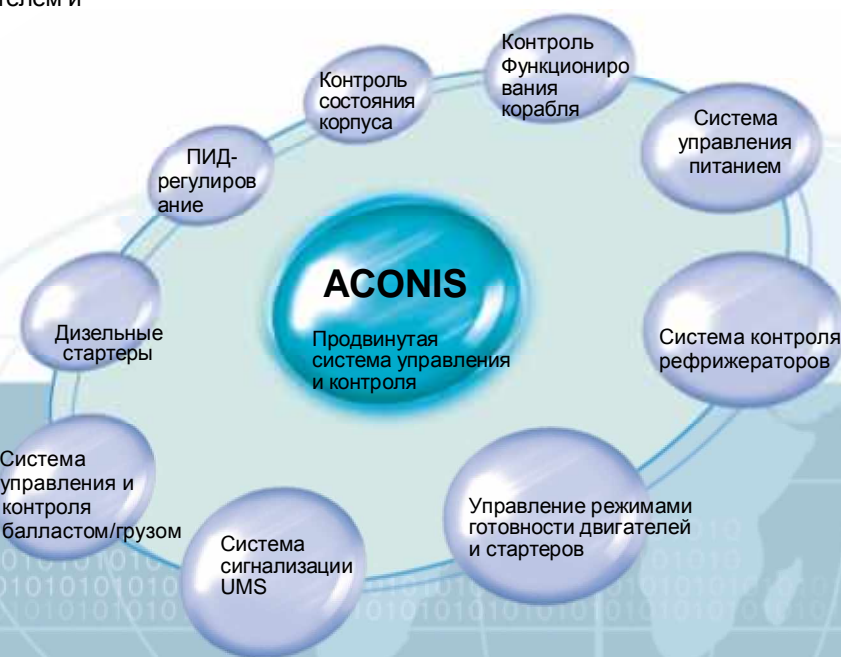 телем и
Контроль
Функциониро
вания
корабля
Контроль
состояния
корпуса
Система
управления
питанием
ПИД-
регулиров
ание
ACONIS
Продвинутая
система управления
и контроля
Дизельные
стартеры
Система контроля
рефрижераторов
Система
управления и
контроля
балластом/грузом
Управление режимами
готовности двигателей
и стартеров
Система
сигнализации
UMS